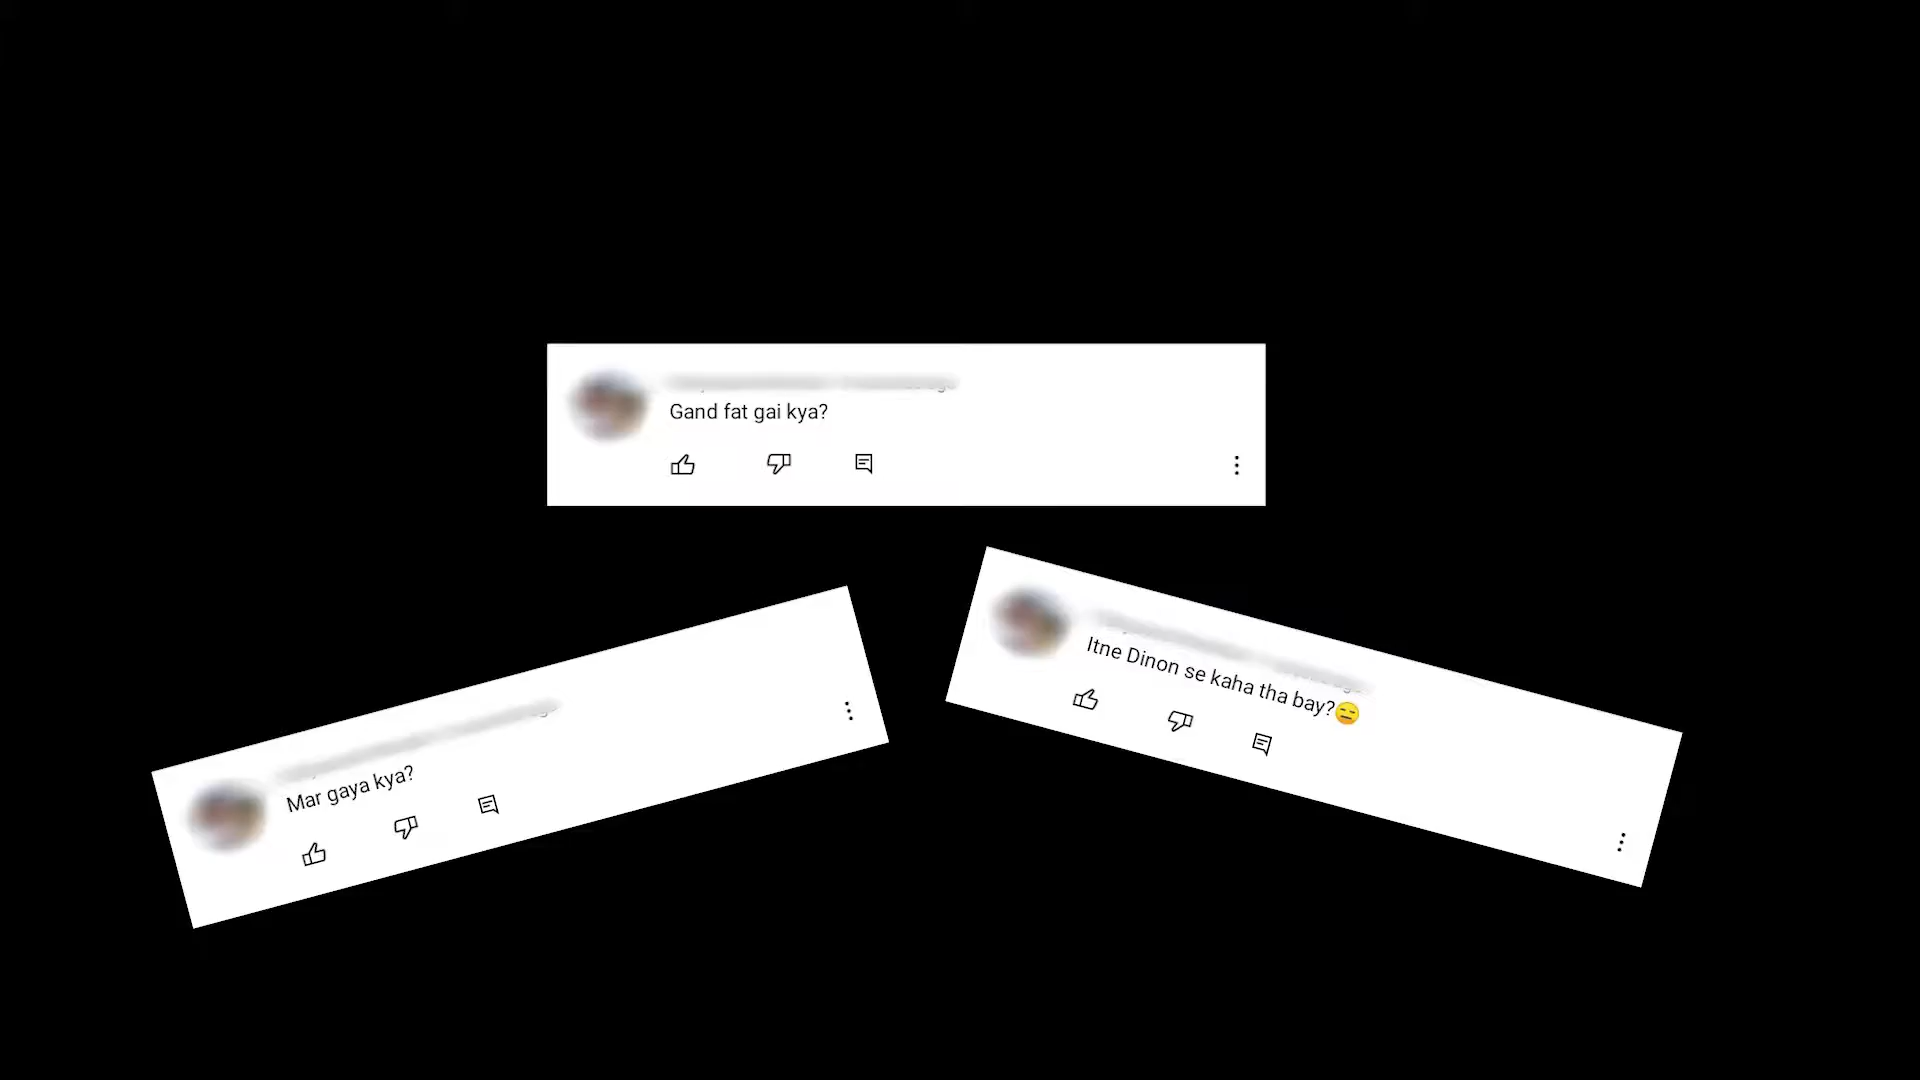 Gand fat gai kya?
Itne Dinon se kaha tha bay?😑
Mar gaya kya?